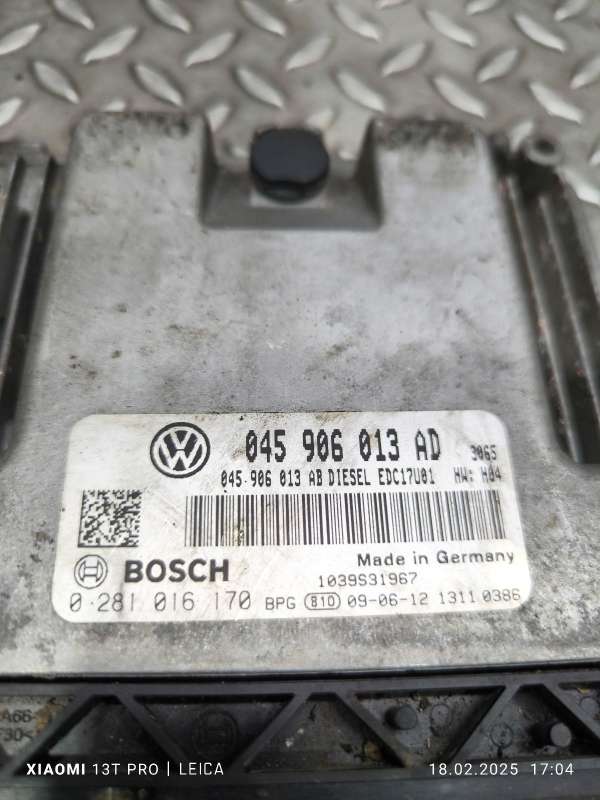 045 906 013 AD 3065
045 906 013 AB DIESEL EDC17U01 HW: H04
BOSCH Made in Germany
1039S31967
0 281 016 170 BPG B10 09-06-12 1311 0386
XIAOMI 13T PRO | LEICA 18.02.2025 17:04